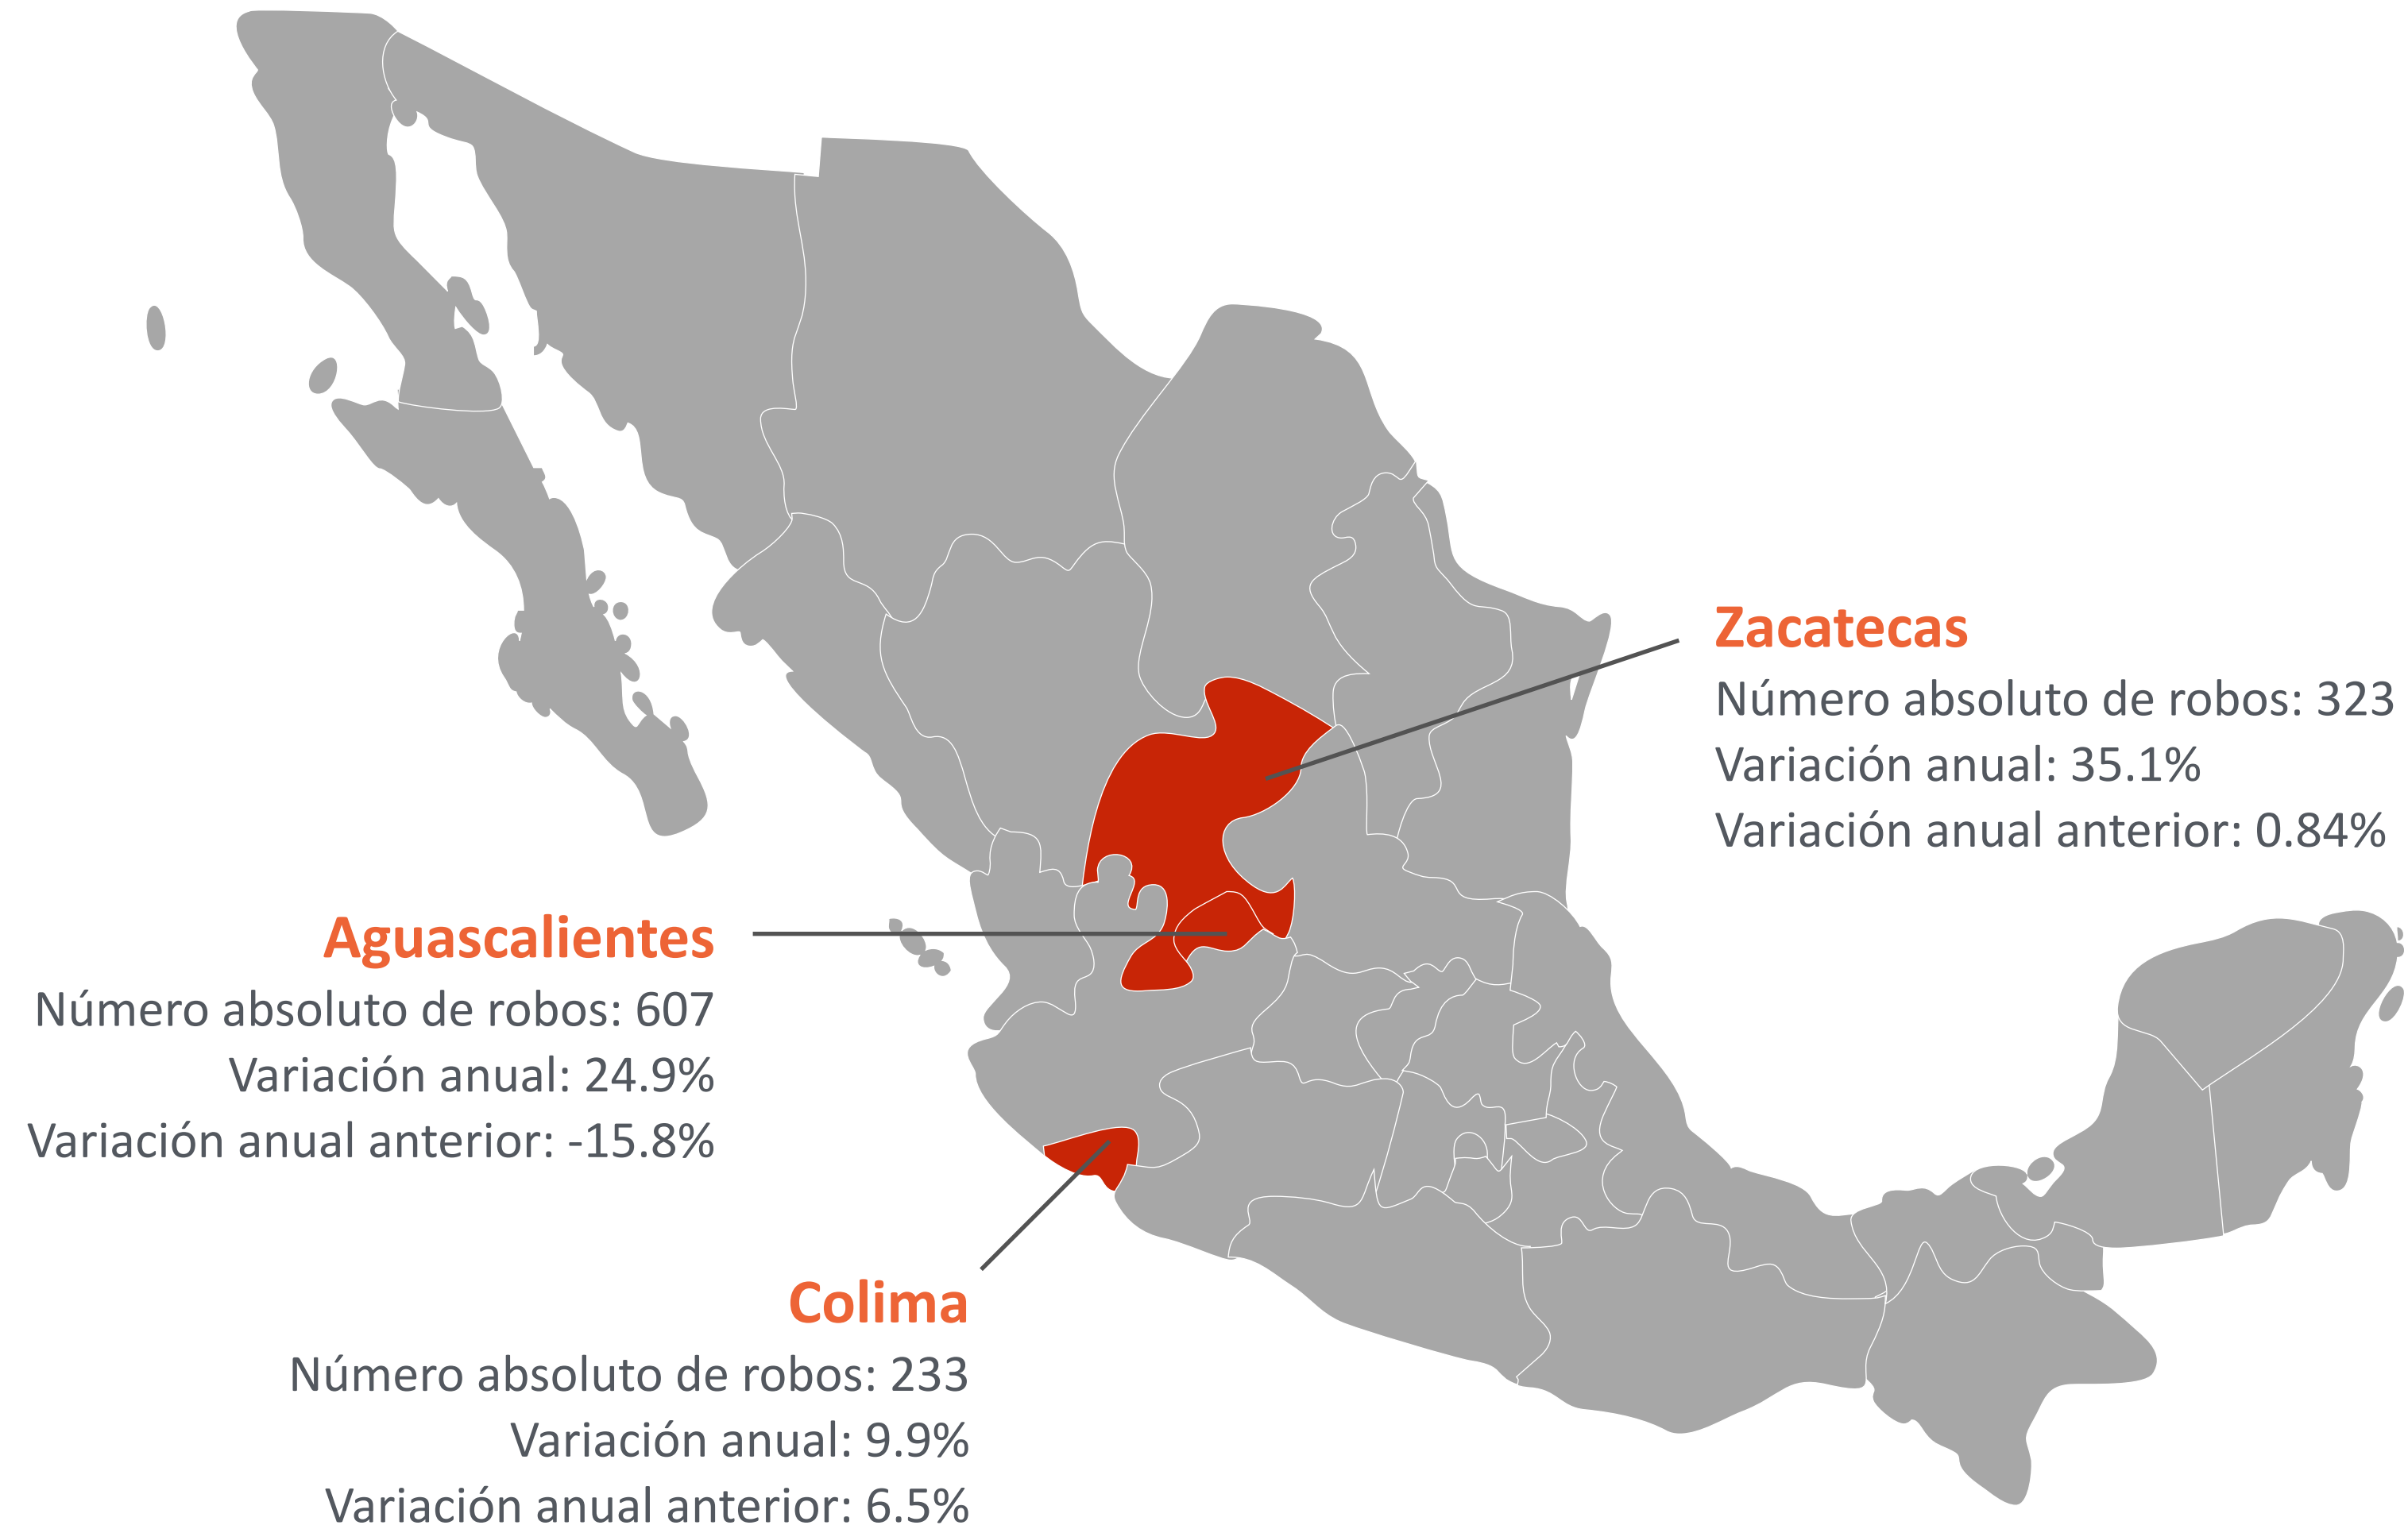 Zacatecas
Número absoluto de robos: 323
Variación anual: 35.1%
Variación anual anterior: 0.84%
Aguascalientes
Número absoluto de robos: 607
Variación anual: 24.9%
Variación anual anterior: -15.8%
Colima
Número absoluto de robos: 233
Variación anual: 9.9%
Variación anual anterior: 6.5%